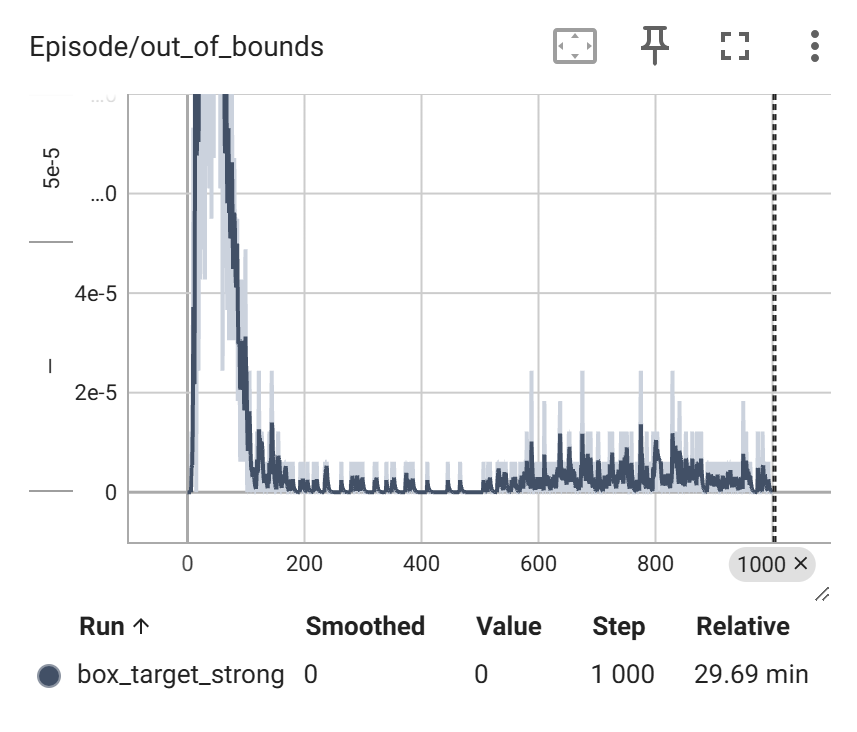 Episode/out_of_bounds
5e-5
...0
4e-5
2e-5
0
0 200 400 600 800 1000 ✕
Run ↑ Smoothed Value Step Relative
box_target_strong 0 0 1 000 29.69 min